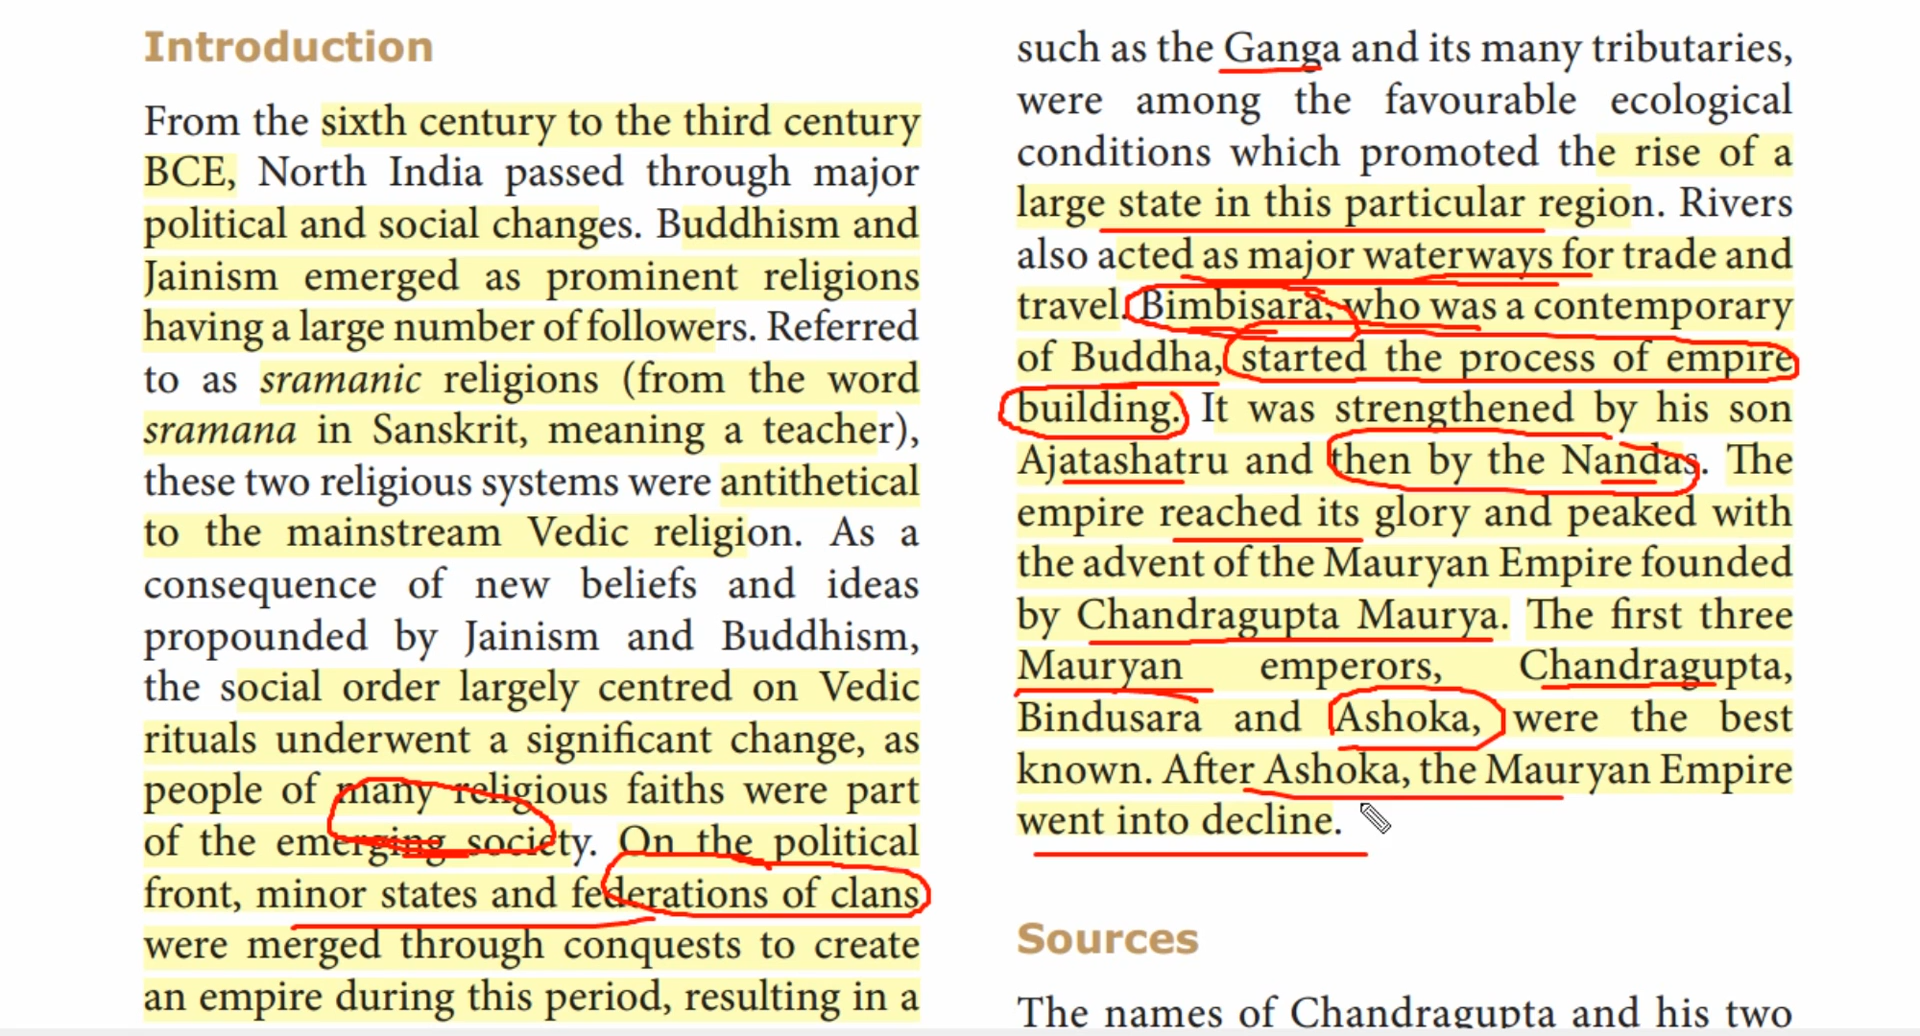 Introduction
From the sixth century to the third century
BCE, North India passed through major
political and social changes. Buddhism and
Jainism emerged as prominent religions
having a large number of followers. Referred
to as sramanic religions (from the word
sramana in Sanskrit, meaning a teacher),
these two religious systems were antithetical
to the mainstream Vedic religion. As a
consequence of new beliefs and ideas
propounded by Jainism and Buddhism,
the social order largely centred on Vedic
rituals underwent a significant change, as
people of many religious faiths were part
of the emerging society. On the political
front, minor states and federations of clans
were merged through conquests to create
an empire during this period, resulting in a
such as the Ganga and its many tributaries,
were among the favourable ecological
conditions which promoted the rise of a
large state in this particular region. Rivers
also acted as major waterways for trade and
travel. Bimbisara, who was a contemporary
of Buddha, started the process of empire
building. It was strengthened by his son
Ajatashatru and then by the Nandas. The
empire reached its glory and peaked with
the advent of the Mauryan Empire founded
by Chandragupta Maurya. The first three
Mauryan emperors, Chandragupta,
Bindusara and Ashoka, were the best
known. After Ashoka, the Mauryan Empire
went into decline.
Sources
The names of Chandragupta and his two